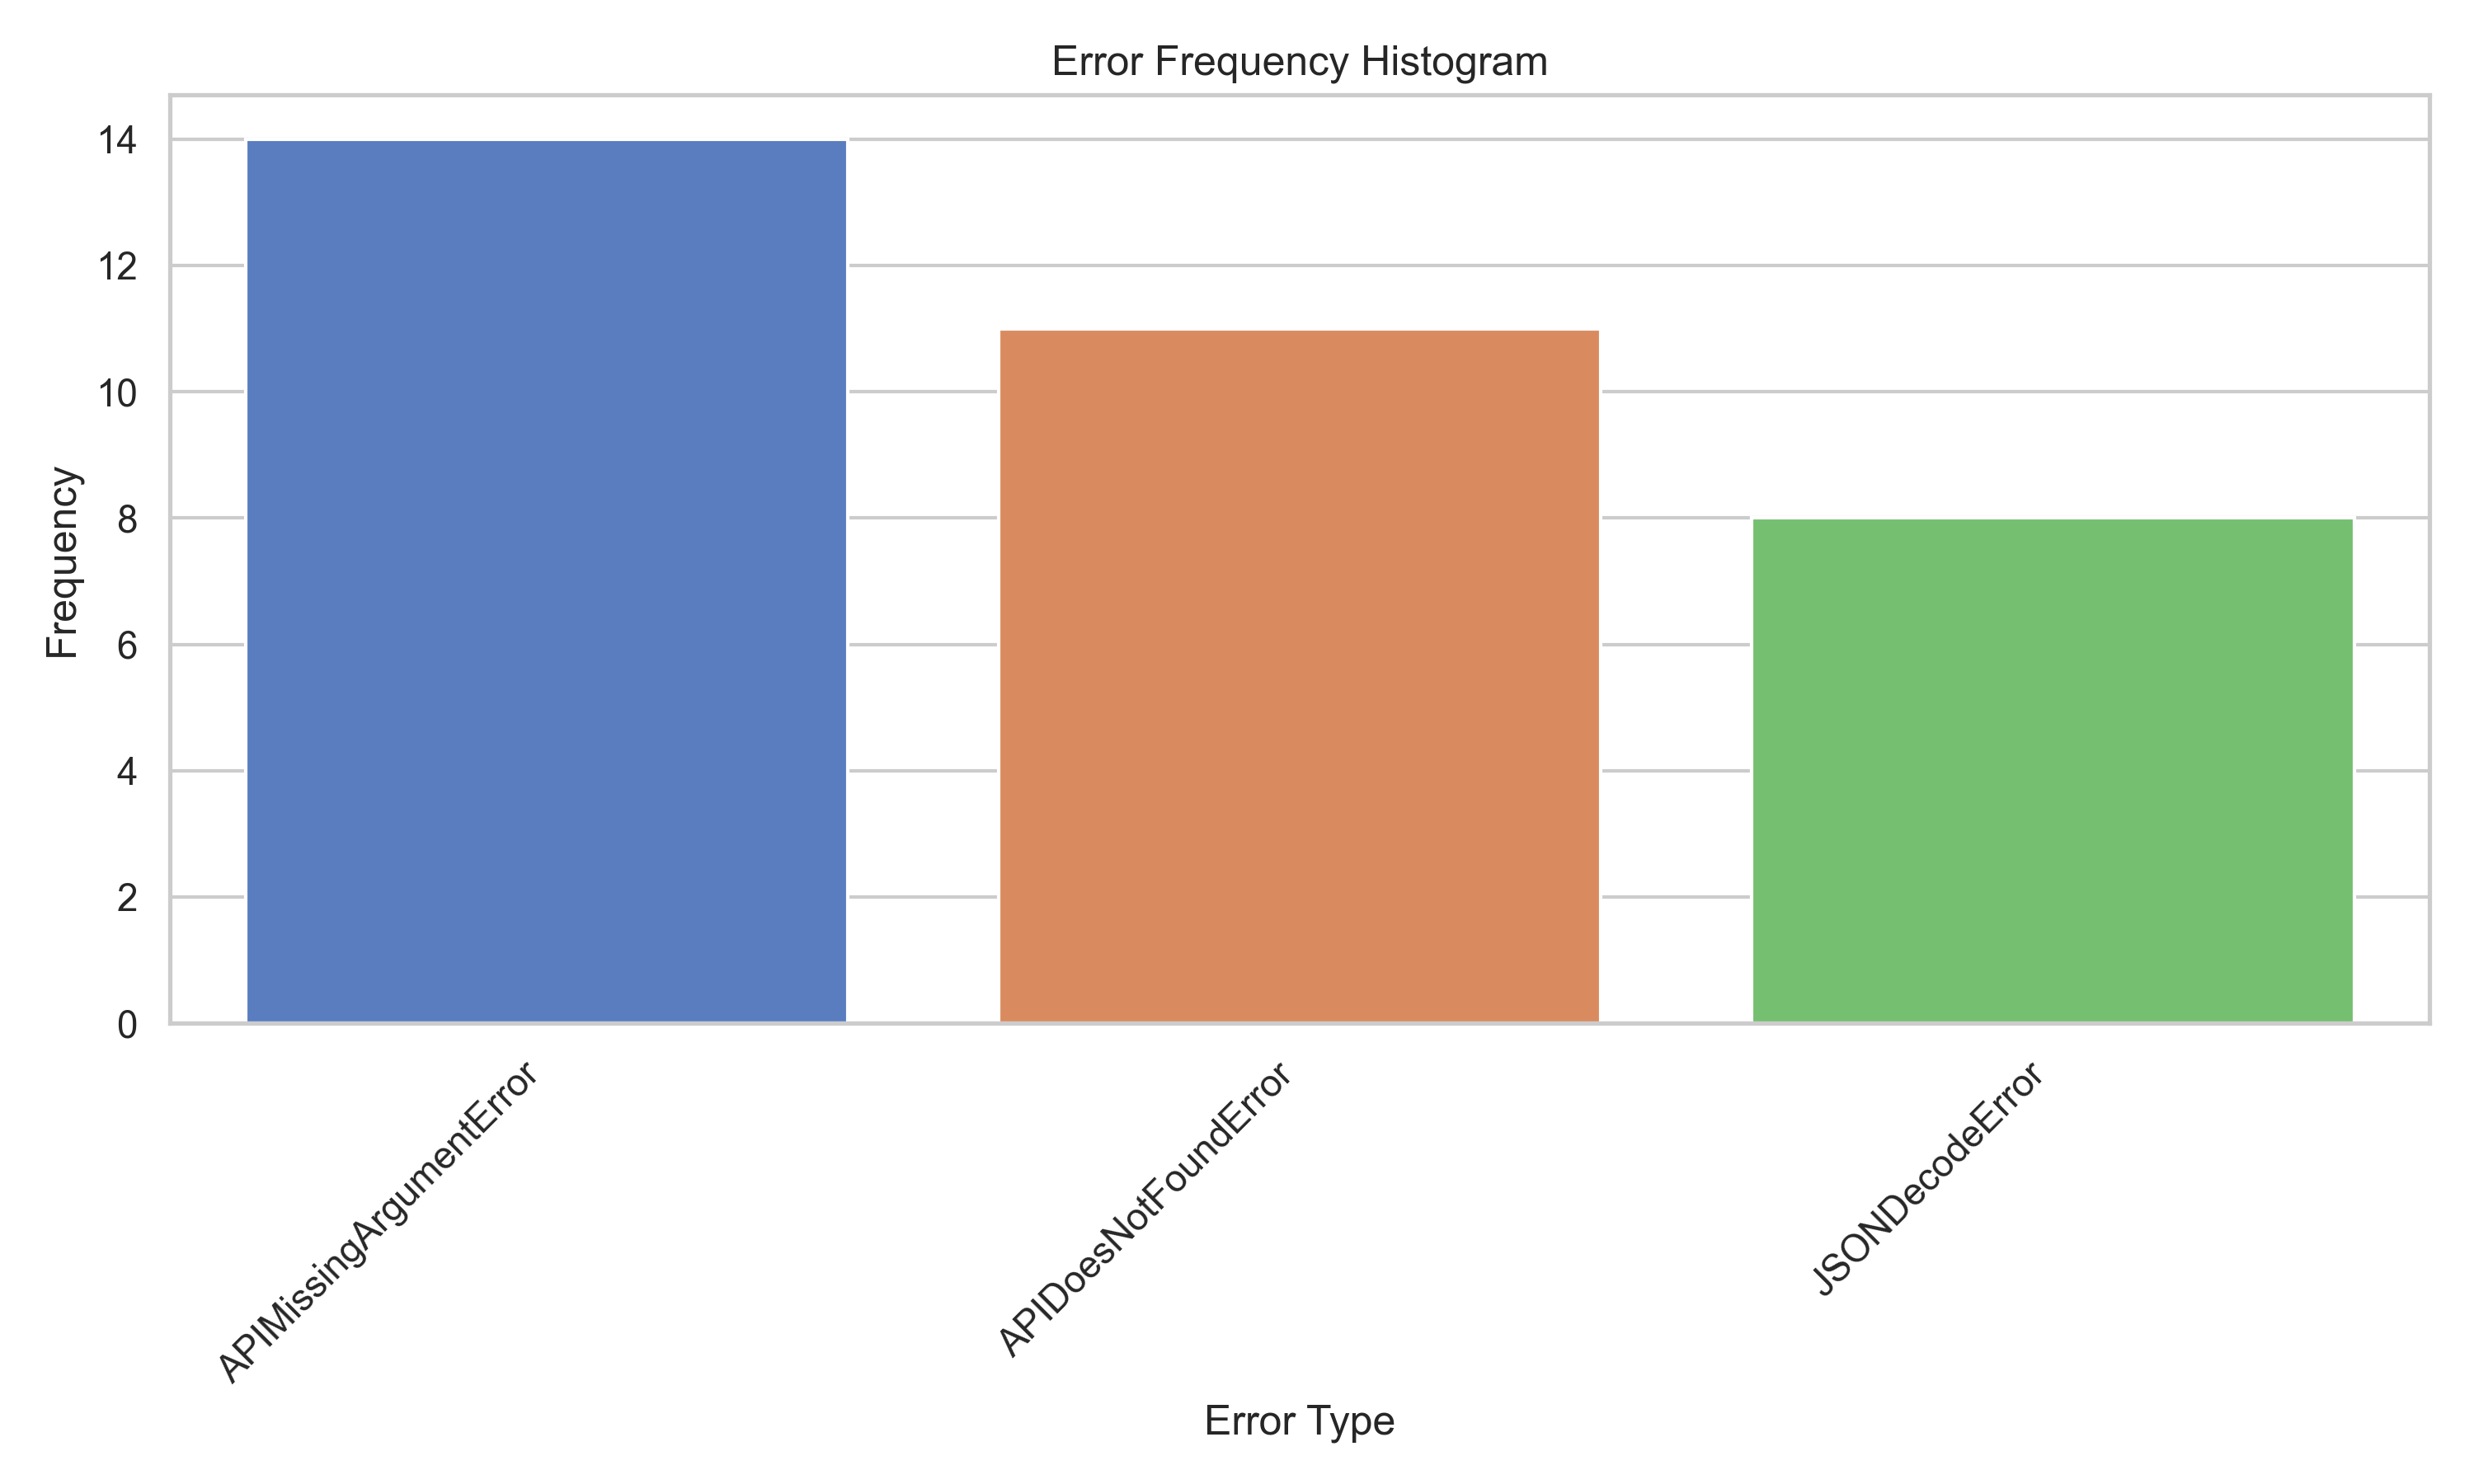 Error Frequency Histogram
14
12
10
8
6
4
2
0
Frequency
APIMissingArgumentError
APIDoesNotFoundError
JSONDecodeError
Error Type